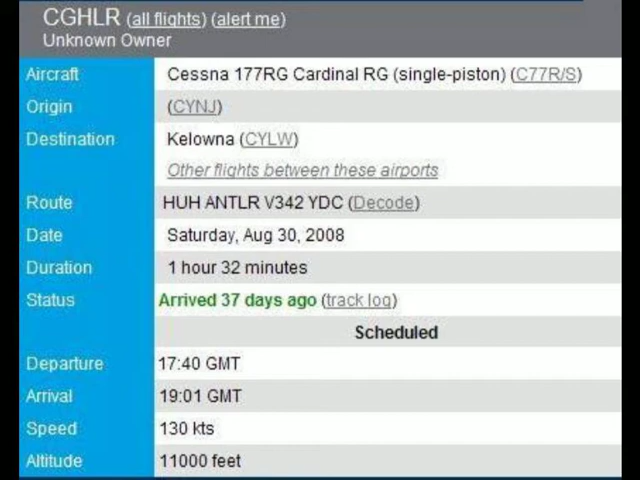 CGHLR (all flights) (alert me)
Unknown Owner
Aircraft Cessna 177RG Cardinal RG (single-piston) (C77R/S)
Origin (CYNJ)
Destination Kelowna (CYLW)
Other flights between these airports
Route HUH ANTLR V342 YDC (Decode)
Date Saturday, Aug 30, 2008
Duration 1 hour 32 minutes
Status Arrived 37 days ago (track log)
Scheduled
Departure 17:40 GMT
Arrival 19:01 GMT
Speed 130 kts
Altitude 11000 feet